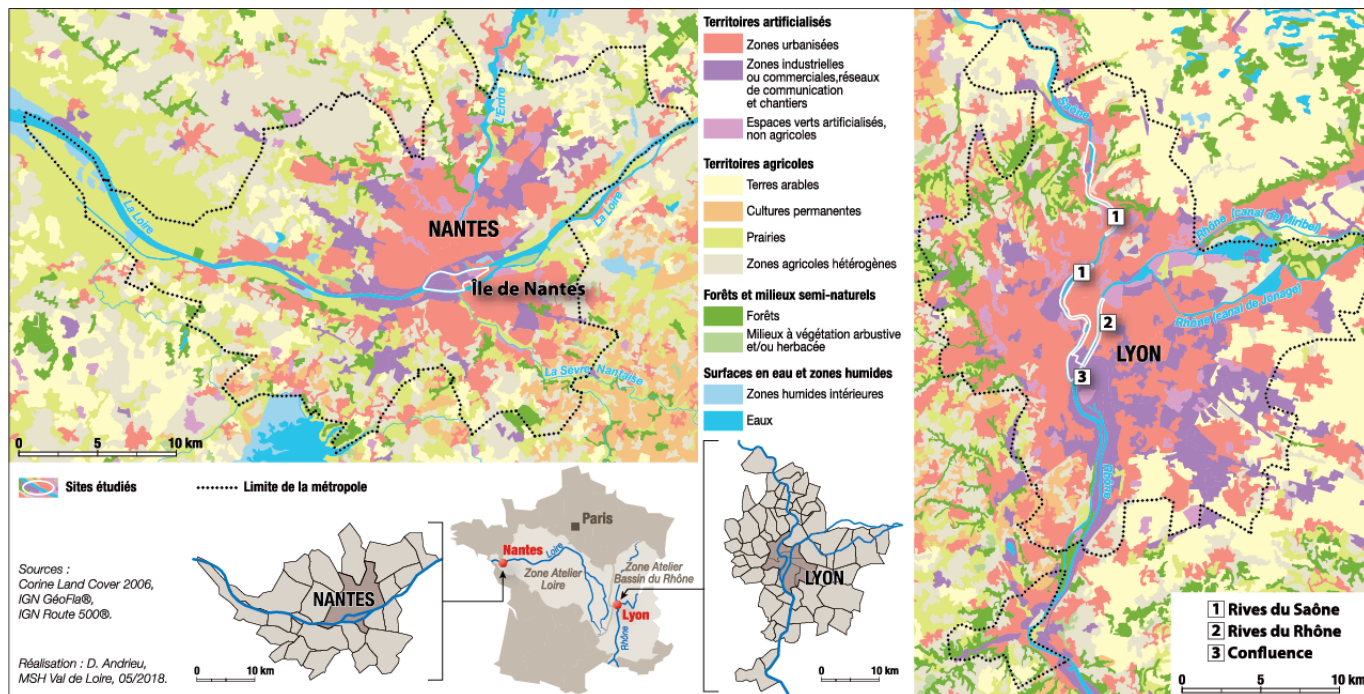 L'Erdre
La Loire
La Loire
NANTES
Île de Nantes
La Sèvre Nantaise
0 5 10 km
Territoires artificialisés
Zones urbanisées
Zones industrielles
ou commerciales,réseaux
de communication
et chantiers
Espaces verts artificialisés,
non agricoles
Territoires agricoles
Terres arables
Cultures permanentes
Prairies
Zones agricoles hétérogènes
Forêts et milieux semi-naturels
Forêts
Milieux à végétation arbustive
et/ou herbacée
Surfaces en eau et zones humides
Zones humides intérieures
Eaux
Saône
1
Rhône (canal de Miribel)
1
Rhône (canal de Jonage)
2
LYON
3
Rhône
1 Rives du Saône
2 Rives du Rhône
3 Confluence
0 5 10 km
Sites étudiés
Limite de la métropole
Sources :
Corine Land Cover 2006,
IGN GéoFla®,
IGN Route 500®.
Réalisation : D. Andrieu,
MSH Val de Loire, 05/2018.
NANTES
0 10 km
Paris
Nantes
Loire
Zone Atelier
Loire
Zone Atelier
Bassin du Rhône
Lyon
Rhône
LYON
0 10 km